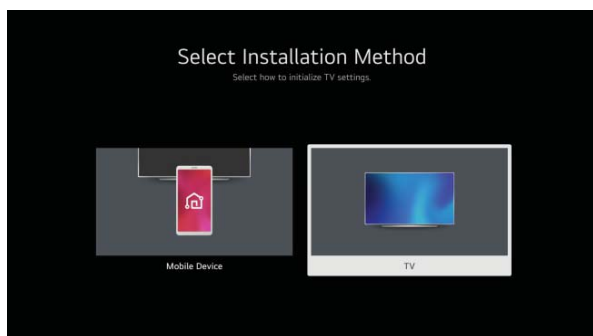 Select Installation Method
Select how to initialize TV settings.
Mobile Device
TV